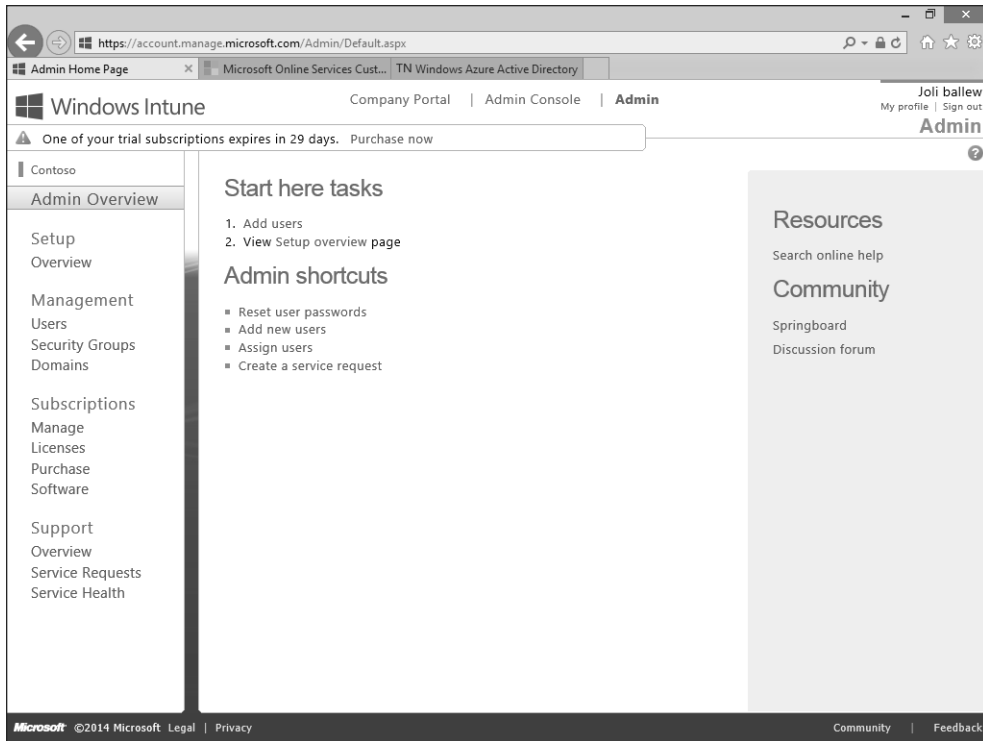 https://account.manage.microsoft.com/Admin/Default.aspx
Admin Home Page
Microsoft Online Services Cust...
TN Windows Azure Active Directory
Windows Intune
Company Portal | Admin Console | Admin
Joli ballew
My profile | Sign out
Admin
One of your trial subscriptions expires in 29 days. Purchase now
Contoso
Admin Overview
Setup
Overview
Management
Users
Security Groups
Domains
Subscriptions
Manage
Licenses
Purchase
Software
Support
Overview
Service Requests
Service Health
Start here tasks
1. Add users
2. View Setup overview page
Admin shortcuts
Reset user passwords
Add new users
Assign users
Create a service request
Resources
Search online help
Community
Springboard
Discussion forum
Microsoft ©2014 Microsoft Legal | Privacy
Community | Feedback